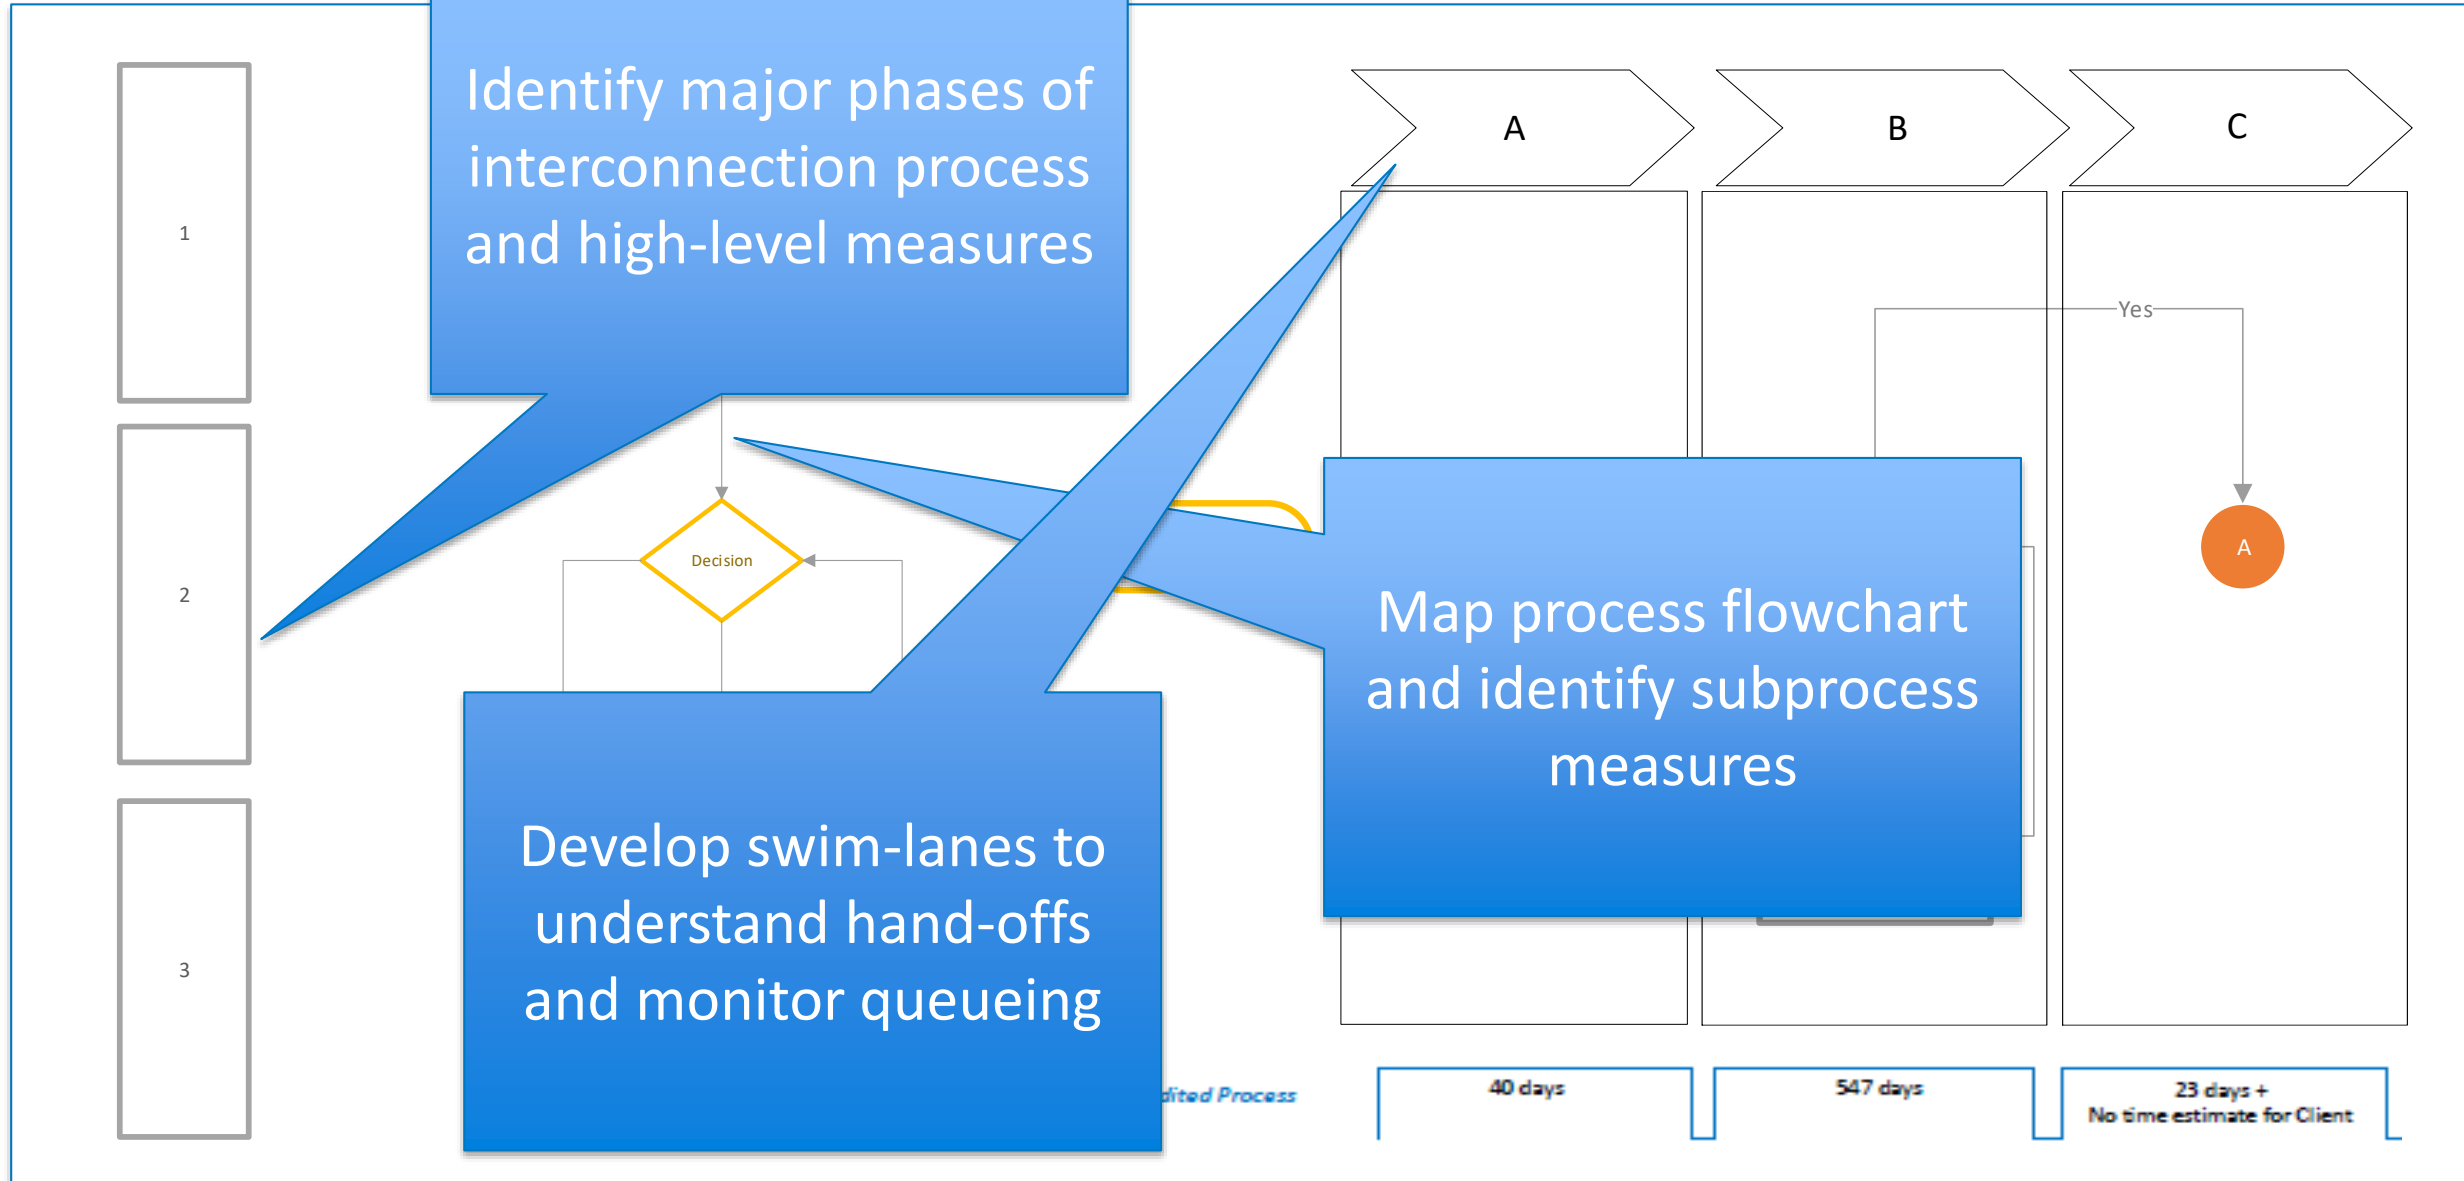 Identify major phases of
interconnection process
and high-level measures
A
B
C
1
Yes
2
Decision
A
Map process flowchart
and identify subprocess
measures
Develop swim-lanes to
understand hand-offs
and monitor queueing
3
Process
40 days
547 days
23 days +
No time estimate for Client